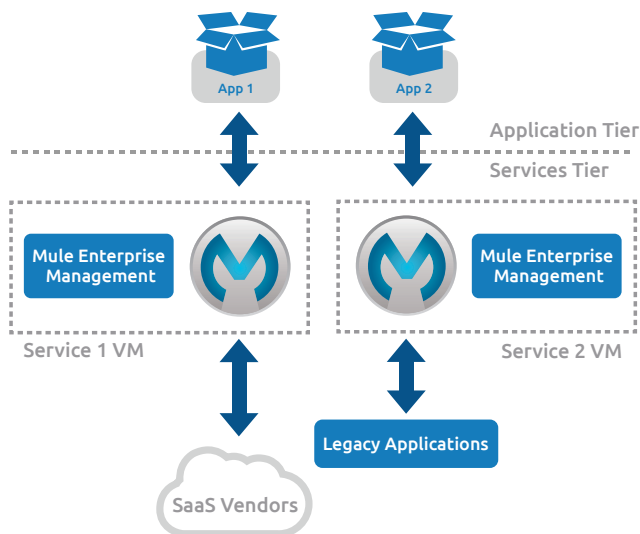 App 1
App 2
Application Tier
Services Tier
Mule Enterprise
Management
Mule Enterprise
Management
Service 1 VM
Service 2 VM
Legacy Applications
SaaS Vendors